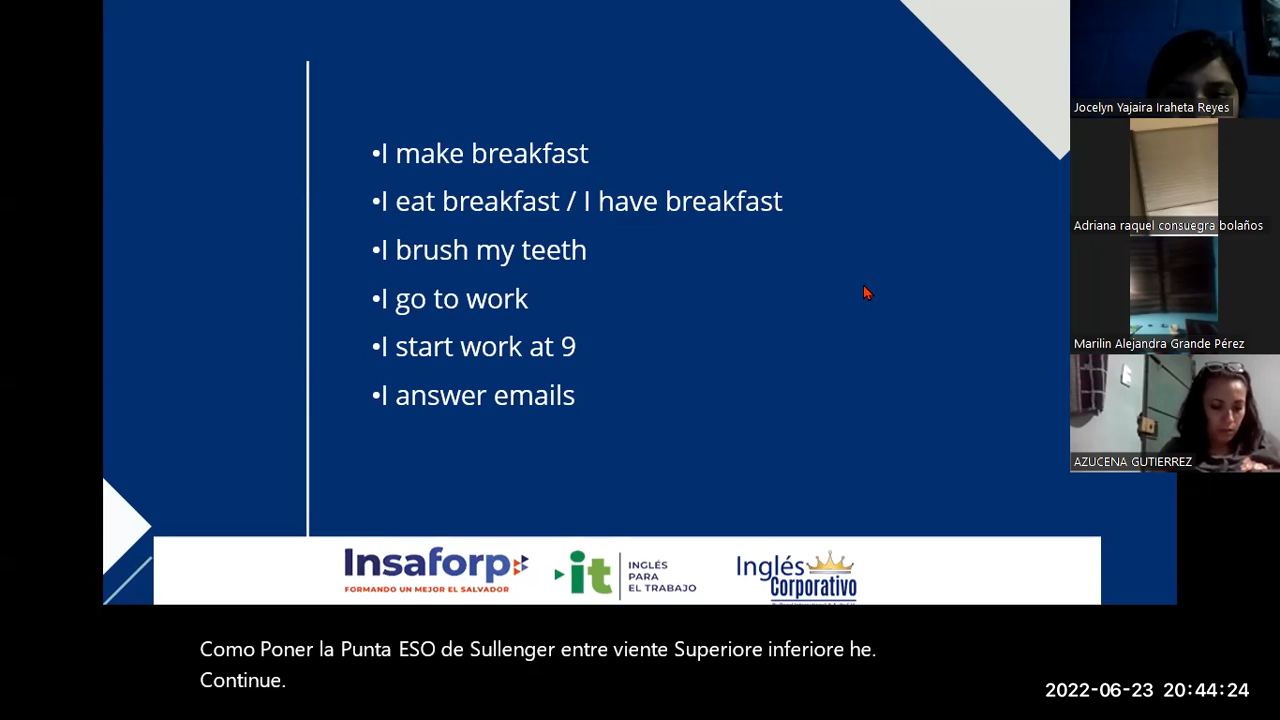 •I make breakfast
•I eat breakfast / I have breakfast
•I brush my teeth
•I go to work
•I start work at 9
•I answer emails
Insaforp
FORMANDO UN MEJOR EL SALVADOR
it
INGLÉS
PARA
EL TRABAJO
Inglés
Corporativo
Jocelyn Yajaira Iraheta Reyes
Adriana raquel consuegra bolaños
Marilin Alejandra Grande Pérez
AZUCENA GUTIERREZ
Como Poner la Punta ESO de Sullenger entre viente Superiore inferiore he.
Continue.
2022-06-23 20:44:24